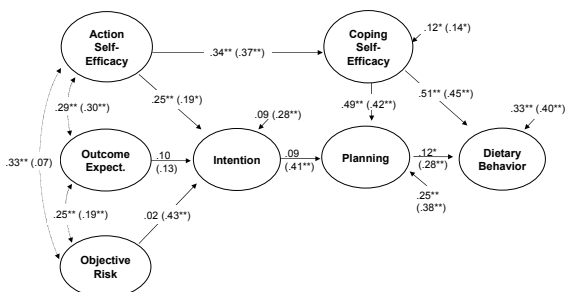 Action
Self-
Efficacy
Coping
Self-
Efficacy
.12* (.14*)
.34** (.37**)
.29** (.30**)
.25** (.19*)
.49** (.42**)
.51** (.45**)
.09 (.28**)
.33** (.40**)
.33** (.07)
Outcome
Expect.
.10
(.13)
Intention
.09
(.41**)
Planning
.12*
(.28**)
Dietary
Behavior
.25**
(.38**)
.25** (.19**)
.02 (.43**)
Objective
Risk